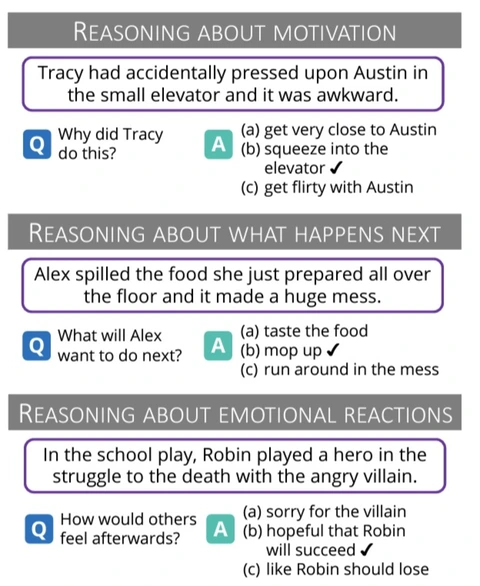 REASONING ABOUT MOTIVATION
Tracy had accidentally pressed upon Austin in
the small elevator and it was awkward.
Q Why did Tracy
do this?
A (a) get very close to Austin
(b) squeeze into the
elevator ✔
(c) get flirty with Austin
REASONING ABOUT WHAT HAPPENS NEXT
Alex spilled the food she just prepared all over
the floor and it made a huge mess.
Q What will Alex
want to do next?
A (a) taste the food
(b) mop up ✔
(c) run around in the mess
REASONING ABOUT EMOTIONAL REACTIONS
In the school play, Robin played a hero in the
struggle to the death with the angry villain.
Q How would others
feel afterwards?
A (a) sorry for the villain
(b) hopeful that Robin
will succeed ✔
(c) like Robin should lose